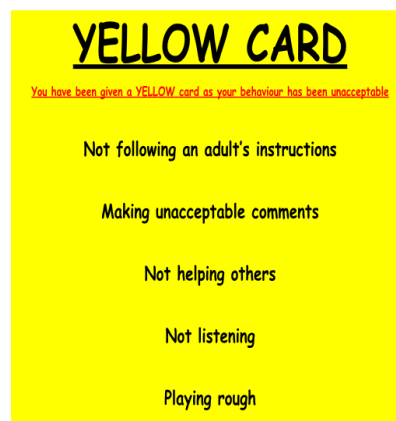 YELLOW CARD
You have been given a YELLOW card as your behaviour has been unacceptable
Not following an adult's instructions
Making unacceptable comments
Not helping others
Not listening
Playing rough